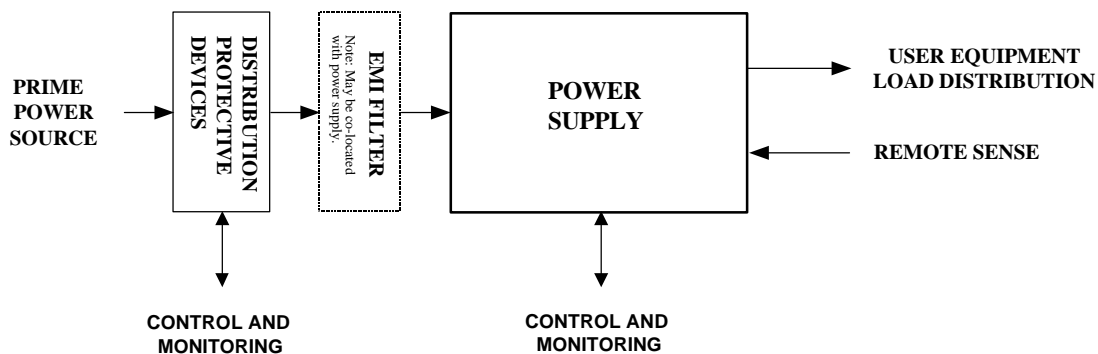 PRIME
POWER
SOURCE
DISTRIBUTION
PROTECTIVE
DEVICES
EMI FILTER
Note: May be co-located
with power supply.
POWER
SUPPLY
USER EQUIPMENT
LOAD DISTRIBUTION
REMOTE SENSE
CONTROL AND
MONITORING
CONTROL AND
MONITORING